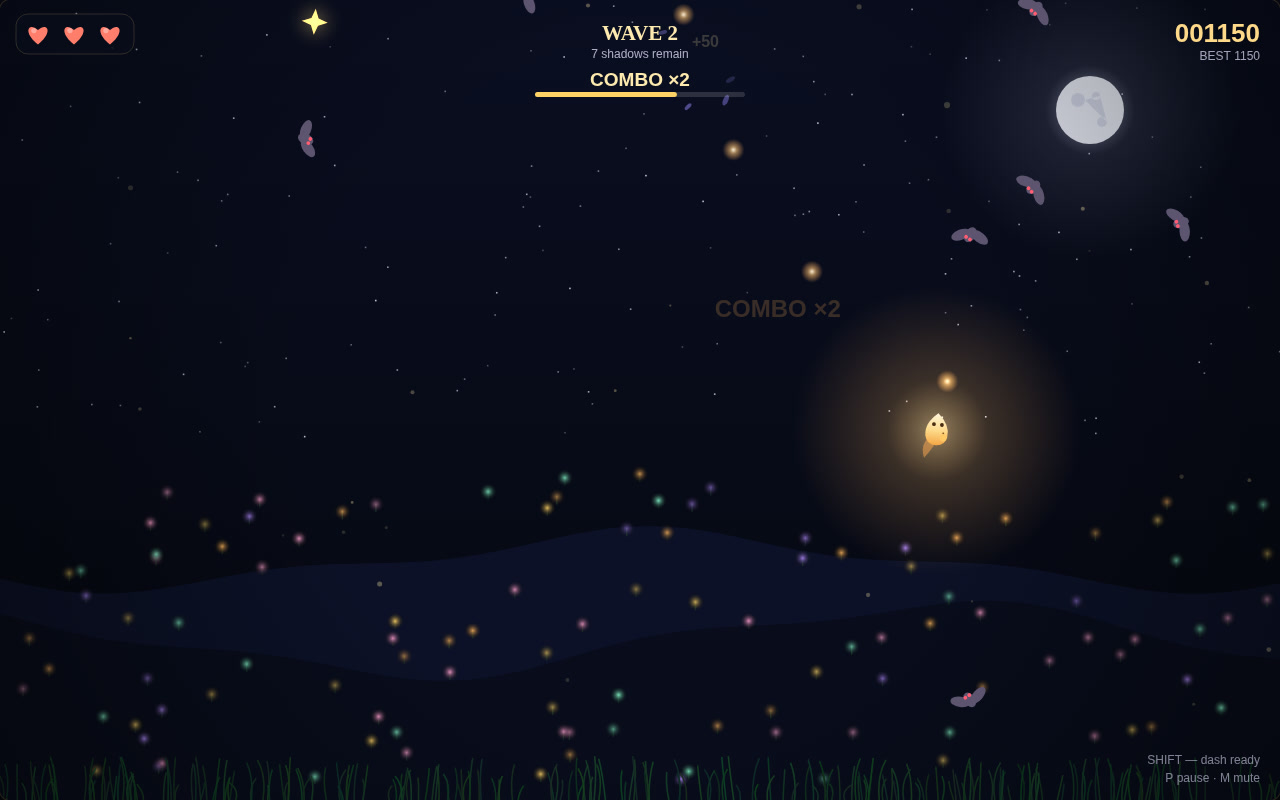 WAVE 2
7 shadows remain
+50
COMBO ×2
001150
BEST 1150
COMBO ×2
SHIFT — dash ready
P pause · M mute